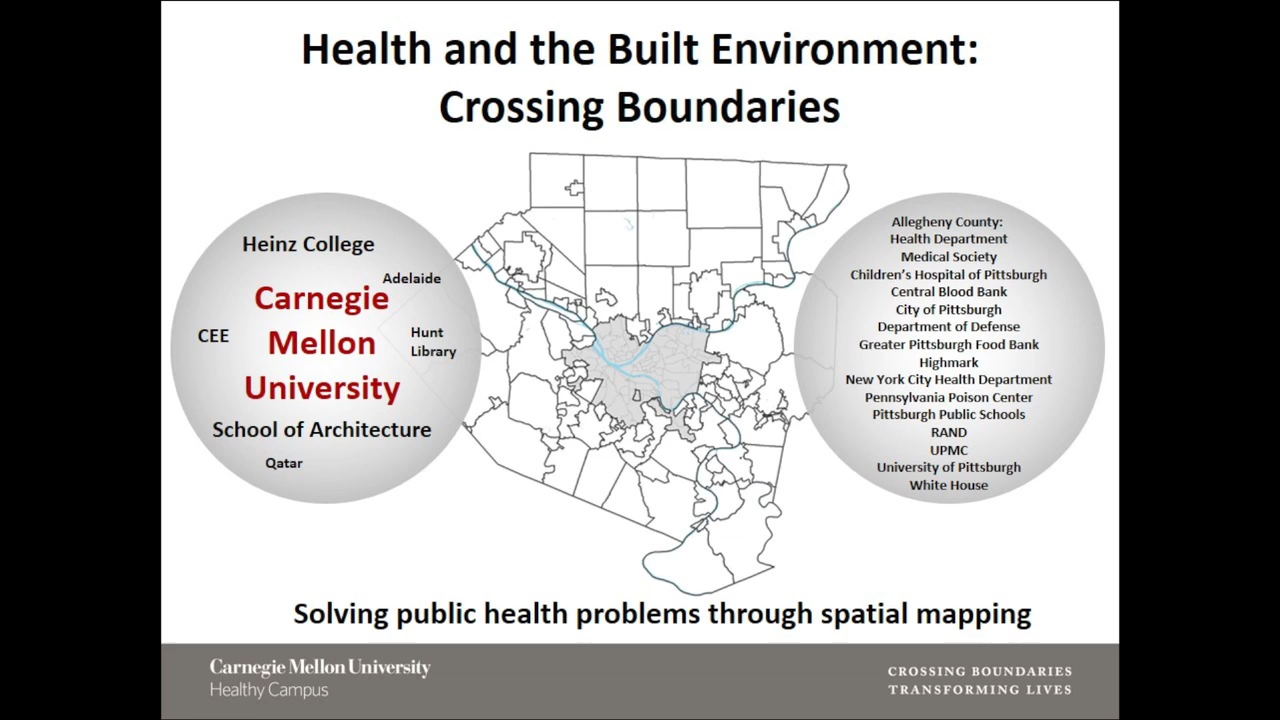 Health and the Built Environment:
Crossing Boundaries
Heinz College
Adelaide
Carnegie
Mellon
University
CEE
Hunt
Library
School of Architecture
Qatar
Allegheny County:
Health Department
Medical Society
Children's Hospital of Pittsburgh
Central Blood Bank
City of Pittsburgh
Department of Defense
Greater Pittsburgh Food Bank
Highmark
New York City Health Department
Pennsylvania Poison Center
Pittsburgh Public Schools
RAND
UPMC
University of Pittsburgh
White House
Solving public health problems through spatial mapping
Carnegie Mellon University
Healthy Campus
CROSSING BOUNDARIES
TRANSFORMING LIVES